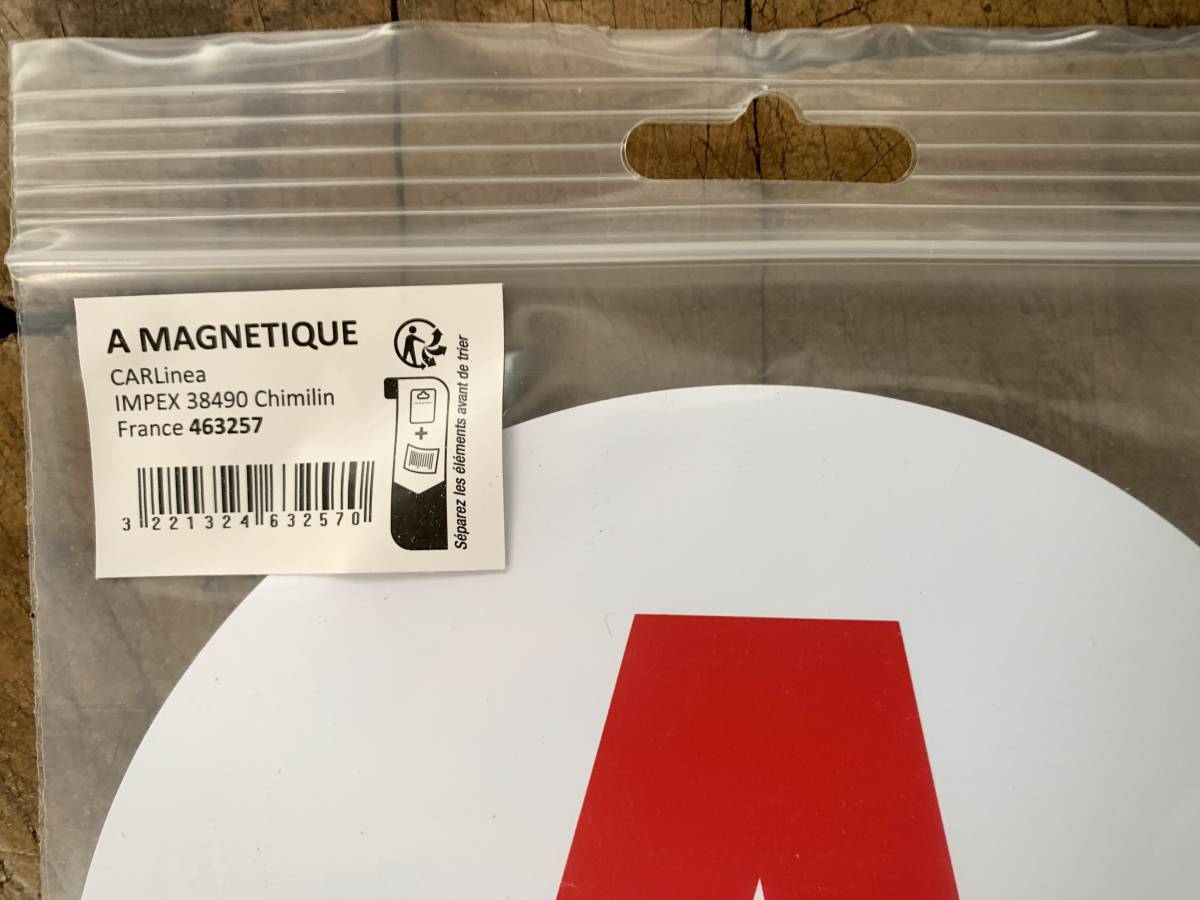 A MAGNETIQUE
CARLinea
IMPEX 38490 Chimilin
France 463257
3 221324 632570
Séparez les éléments avant de trier
A